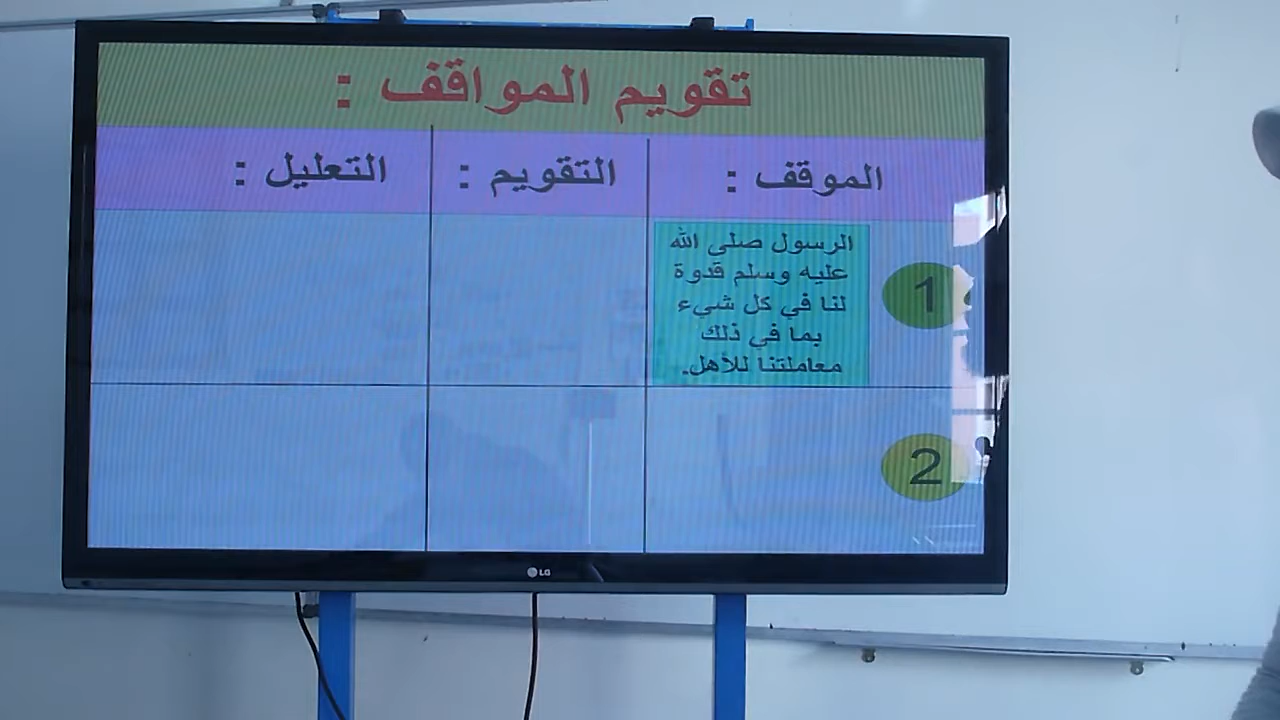 تقويم المواقف :
الموقف : التقويم : التعليل :
1
الرسول صلى الله
عليه وسلم قدوة
لنا في كل شيء
بما في ذلك
معاملتنا للأهل.
2
LG